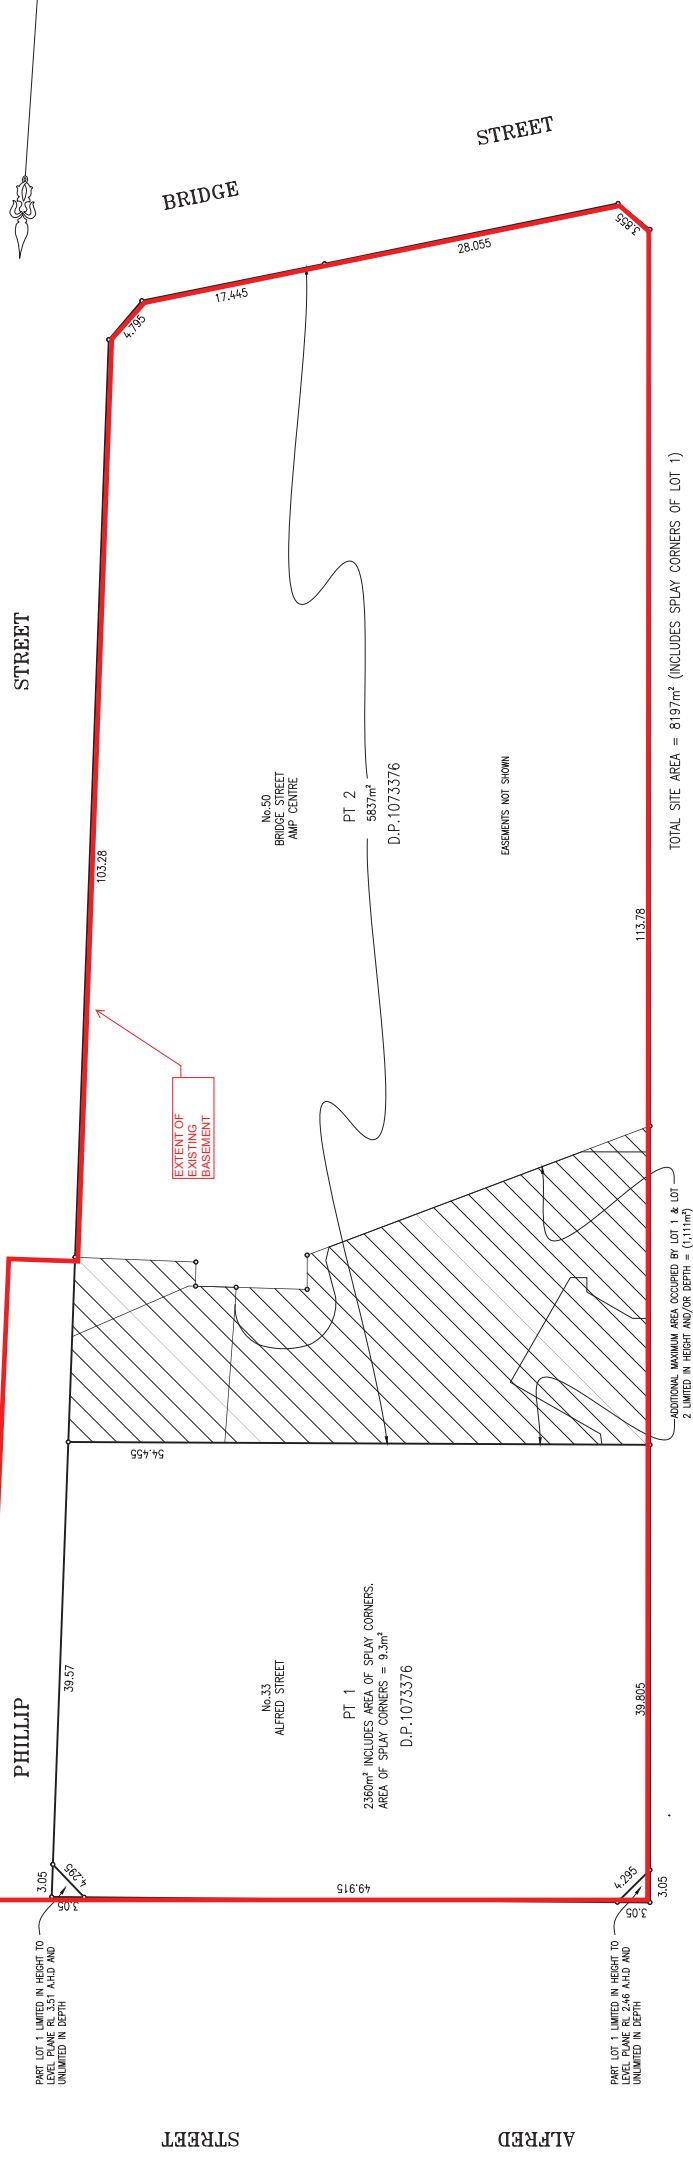 STREET
BRIDGE
3.855
28.055
17.445
4.795
STREET
TOTAL SITE AREA = 8197m² (INCLUDES SPLAY CORNERS OF LOT 1)
No.50
BRIDGE STREET
AMP CENTRE
PT 2
5837m²
D.P.1073376
EASEMENTS NOT SHOWN
103.28
113.78
EXTENT OF
EXISTING
BASEMENT
ADDITIONAL MAXIMUM AREA OCCUPIED BY LOT 1 & LOT
2 LIMITED IN HEIGHT AND/OR DEPTH = (1,111m²)
54.455
PHILLIP
39.57
No.33
ALFRED STREET
PT 1
2360m² INCLUDES AREA OF SPLAY CORNERS.
AREA OF SPLAY CORNERS = 9.3m²
D.P.1073376
39.805
3.05
4.295
3.05
49.915
4.295
3.05
3.05
PART LOT 1 LIMITED IN HEIGHT TO
LEVEL PLANE RL 3.51 A.H.D AND
UNLIMITED IN DEPTH
PART LOT 1 LIMITED IN HEIGHT TO
LEVEL PLANE RL 2.46 A.H.D AND
UNLIMITED IN DEPTH
ALFRED
STREET